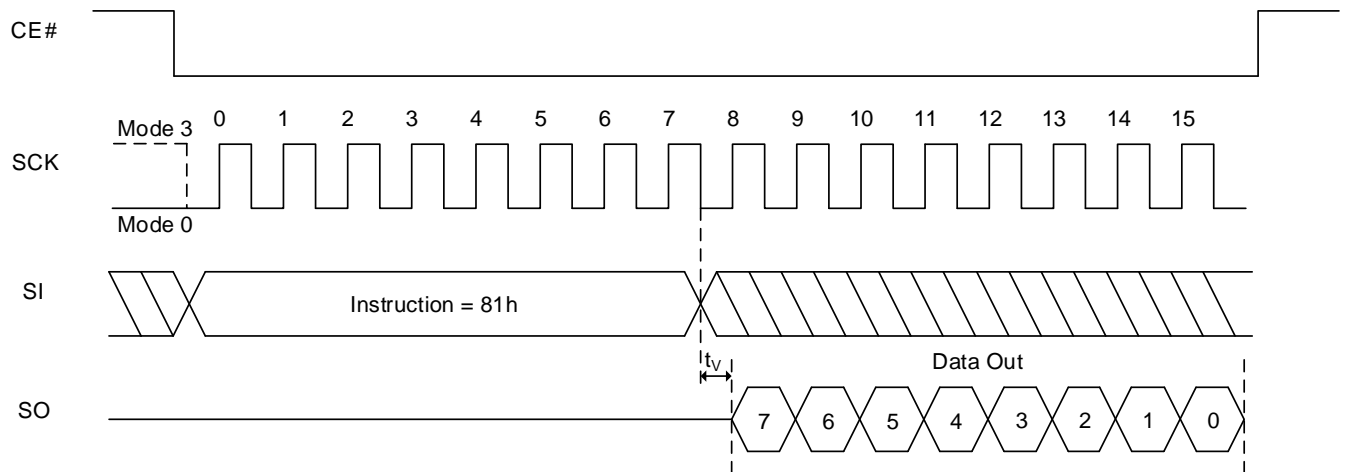 CE#
0 1 2 3 4 5 6 7 8 9 10 11 12 13 14 15
Mode 3
SCK
Mode 0
SI
Instruction = 81h
tV
Data Out
SO
7 6 5 4 3 2 1 0